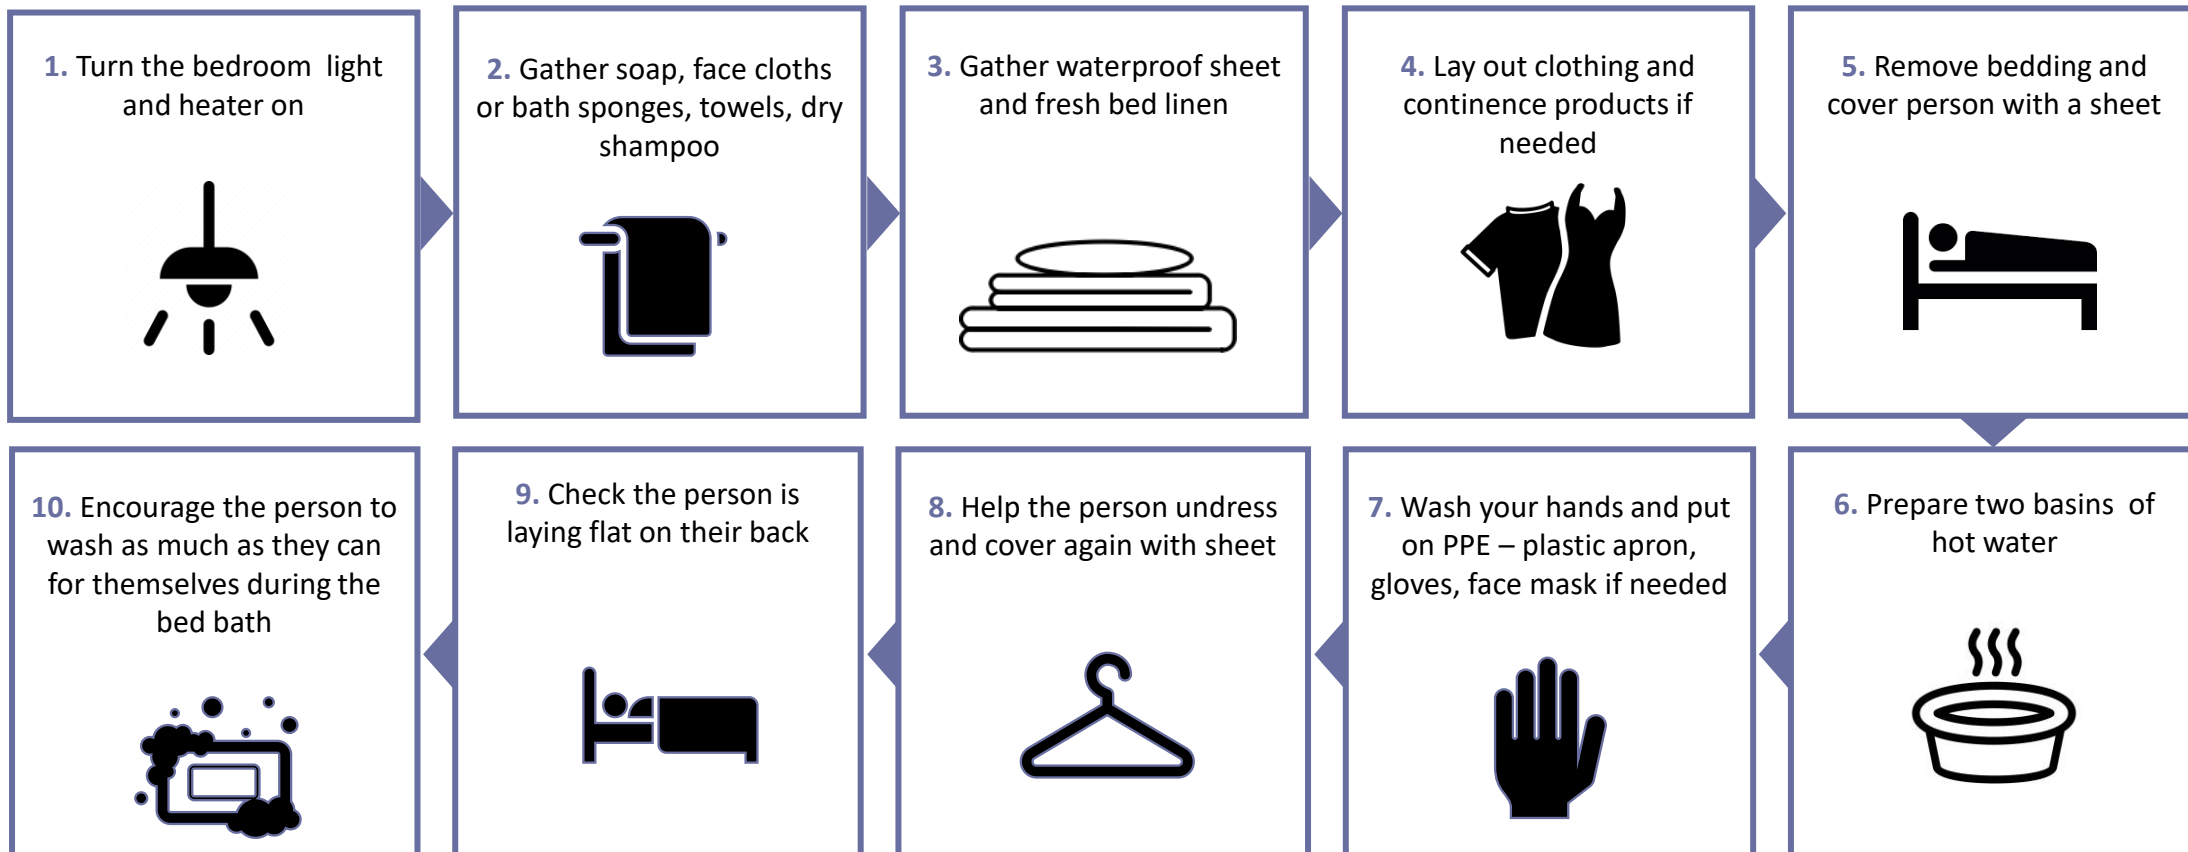 1. Turn the bedroom light
and heater on
2. Gather soap, face cloths
or bath sponges, towels, dry
shampoo
3. Gather waterproof sheet
and fresh bed linen
4. Lay out clothing and
continence products if
needed
5. Remove bedding and
cover person with a sheet
6. Prepare two basins of
hot water
7. Wash your hands and put
on PPE – plastic apron,
gloves, face mask if needed
8. Help the person undress
and cover again with sheet
9. Check the person is
laying flat on their back
10. Encourage the person to
wash as much as they can
for themselves during the
bed bath